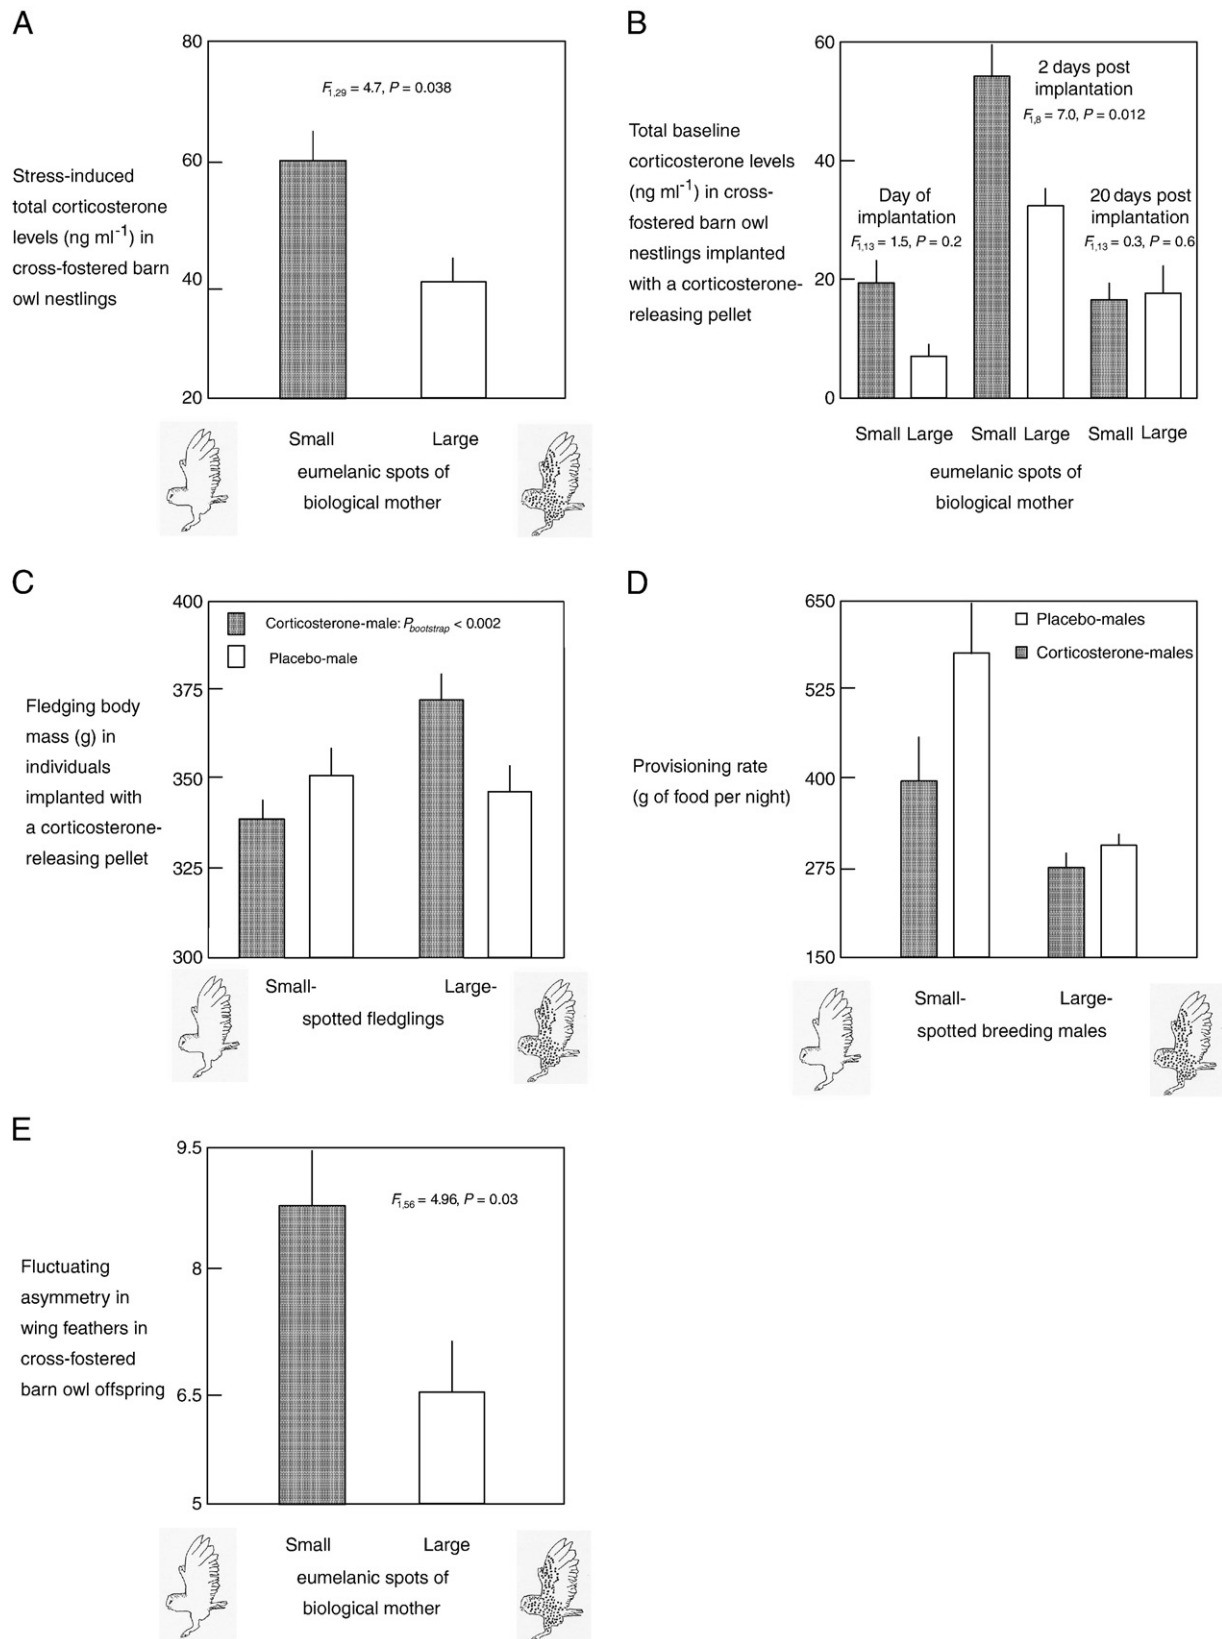 A
80
60
40
20
F1,29 = 4.7, P = 0.038
Stress-induced
total corticosterone
levels (ng ml-1) in
cross-fostered barn
owl nestlings
Small Large
eumelanic spots of
biological mother
B
60
40
20
0
Total baseline
corticosterone levels
(ng ml-1) in cross-
fostered barn owl
nestlings implanted
with a corticosterone-
releasing pellet
Day of
implantation
F1,13 = 1.5, P = 0.2
2 days post
implantation
F1,8 = 7.0, P = 0.012
20 days post
implantation
F1,13 = 0.3, P = 0.6
Small Large Small Large Small Large
eumelanic spots of
biological mother
C
400
375
350
325
300
Corticosterone-male: Pbootstrap < 0.002
Placebo-male
Fledging body
mass (g) in
individuals
implanted with
a corticosterone-
releasing pellet
Small- Large-
spotted fledglings
D
650
525
400
275
150
Placebo-males
Corticosterone-males
Provisioning rate
(g of food per night)
Small- Large-
spotted breeding males
E
9.5
8
6.5
5
F1,56 = 4.96, P = 0.03
Fluctuating
asymmetry in
wing feathers in
cross-fostered
barn owl offspring
Small Large
eumelanic spots of
biological mother